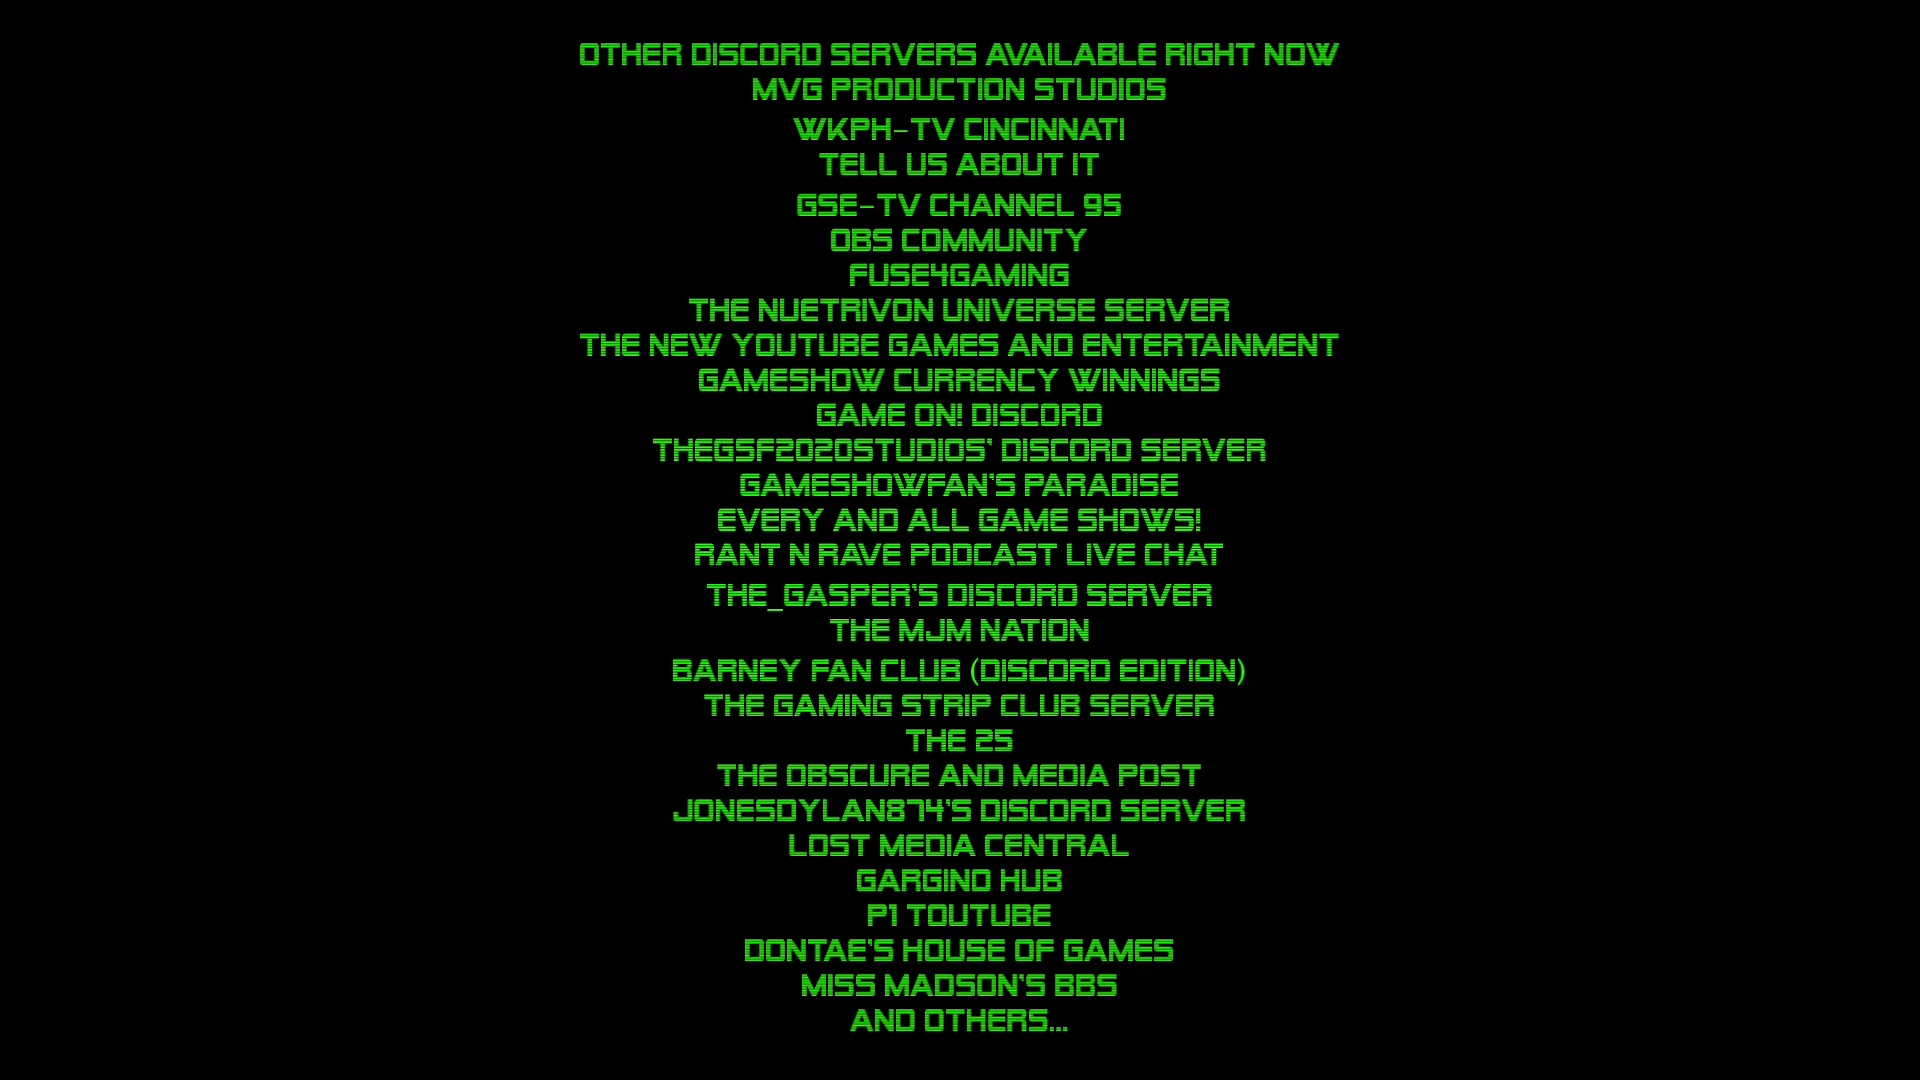 OTHER DISCORD SERVERS AVAILABLE RIGHT NOW
MVG PRODUCTION STUDIOS
WKPH-TV CINCINNATI
TELL US ABOUT IT
GSE-TV CHANNEL 95
OBS COMMUNITY
FUSE4GAMING
THE NUETRIVON UNIVERSE SERVER
THE NEW YOUTUBE GAMES AND ENTERTAINMENT
GAMESHOW CURRENCY WINNINGS
GAME ON! DISCORD
THEGSF2020STUDIOS' DISCORD SERVER
GAMESHOWFAN'S PARADISE
EVERY AND ALL GAME SHOWS!
RANT N RAVE PODCAST LIVE CHAT
THE_GASPER'S DISCORD SERVER
THE MJM NATION
BARNEY FAN CLUB (DISCORD EDITION)
THE GAMING STRIP CLUB SERVER
THE 25
THE OBSCURE AND MEDIA POST
JONESDYLAN874'S DISCORD SERVER
LOST MEDIA CENTRAL
GARGINO HUB
P1 TOUTUBE
DONTAE'S HOUSE OF GAMES
MISS MADSON'S BBS
AND OTHERS...